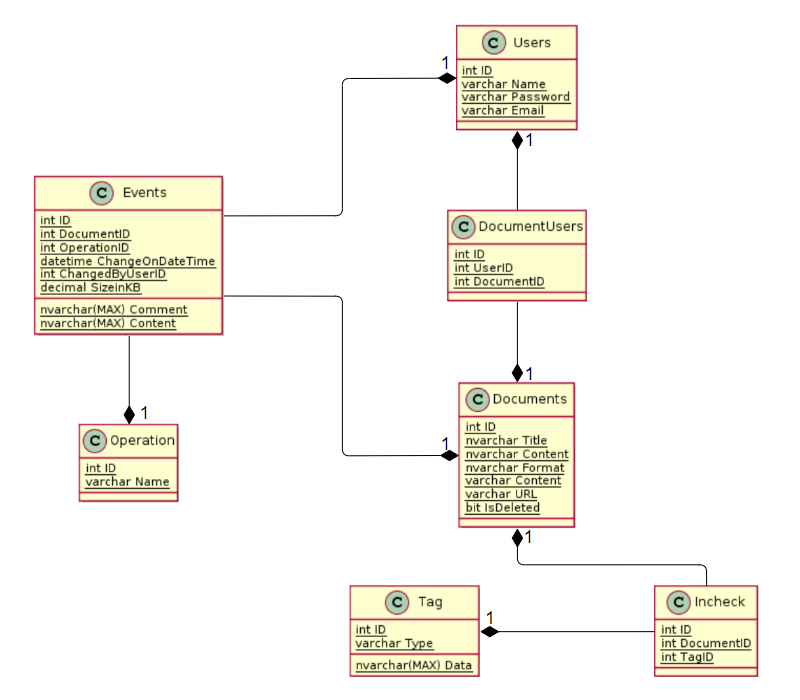 C Users
int ID
varchar Name
varchar Password
varchar Email
1
1
C Events
int ID
int DocumentID
int OperationID
datetime ChangeOnDateTime
int ChangedByUserID
decimal SizeinKB
nvarchar(MAX) Comment
nvarchar(MAX) Content
C DocumentUsers
int ID
int UserID
int DocumentID
1
1
C Operation
int ID
varchar Name
1
C Documents
int ID
nvarchar Title
nvarchar Content
nvarchar Format
varchar Content
varchar URL
bit IsDeleted
1
C Tag
int ID
varchar Type
nvarchar(MAX) Data
1
C Incheck
int ID
int DocumentID
int TagID